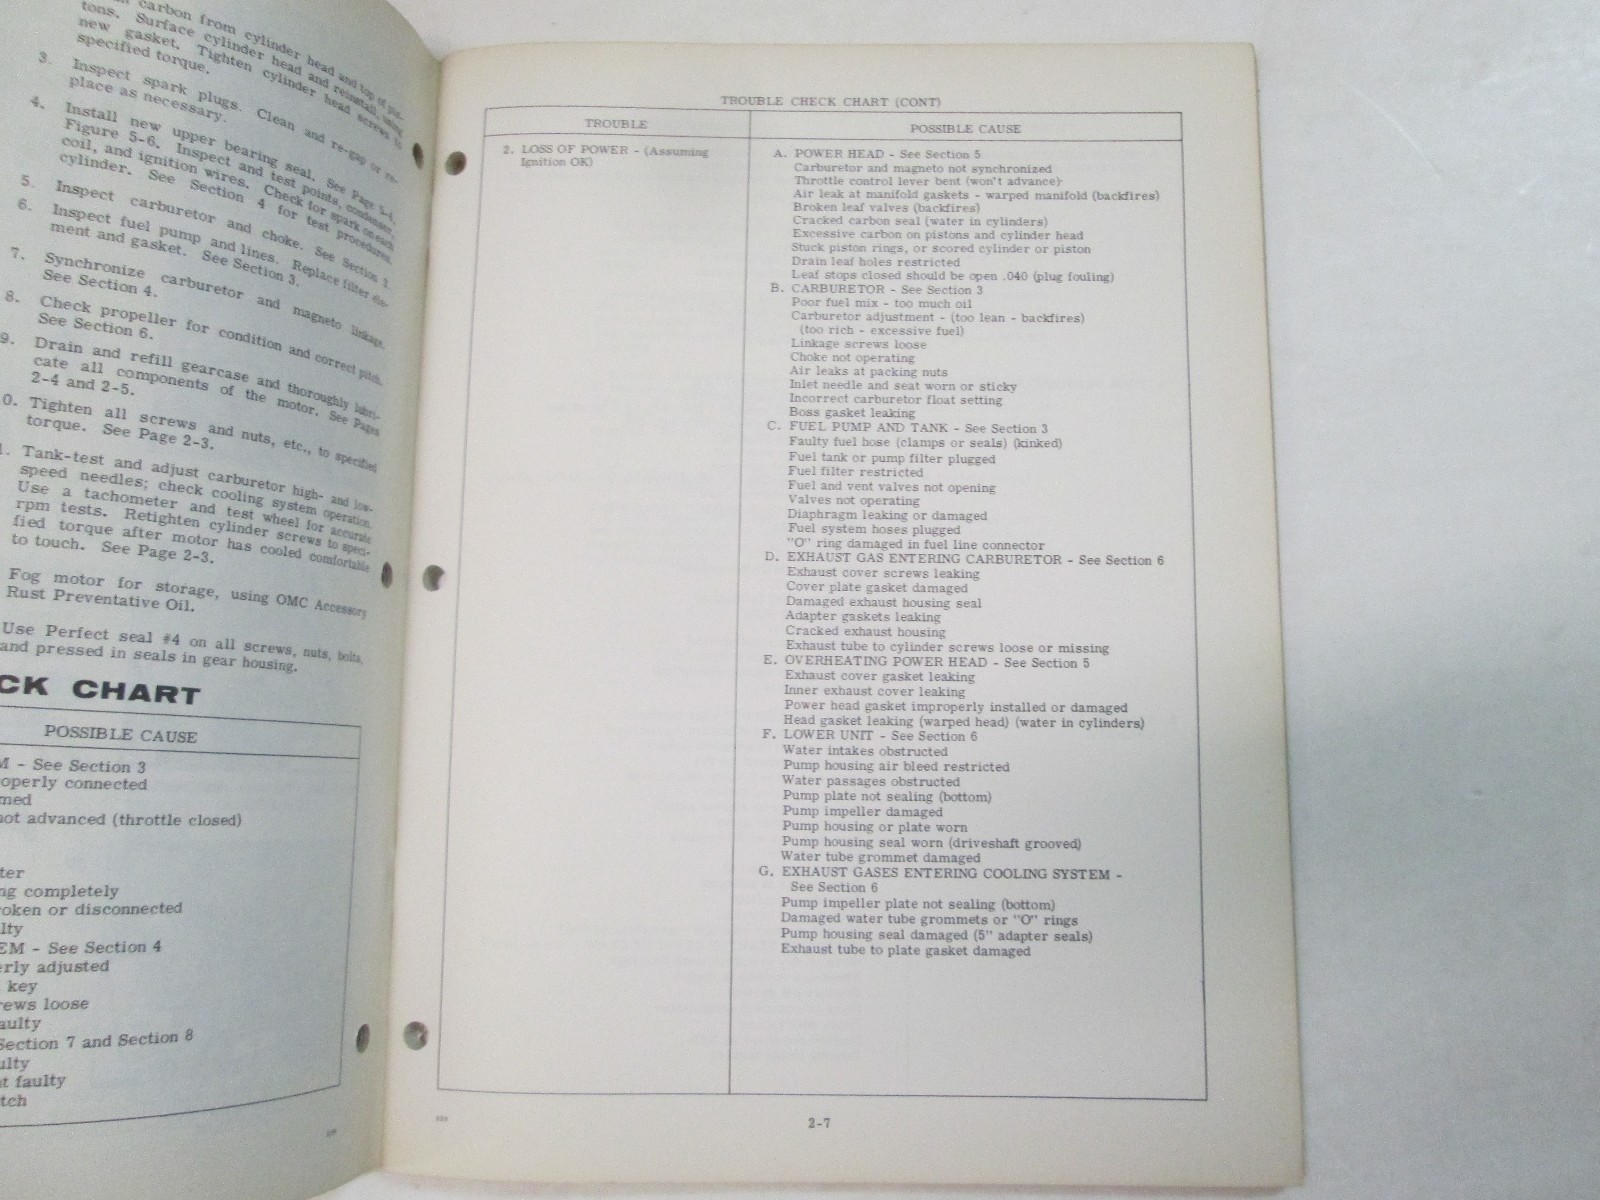 carbon from cylinder head and top of pis-
tons. Surface cylinder head and reinstall, using
new gasket. Tighten cylinder head screws to
specified torque.
3. Inspect spark plugs. Clean and re-gap or re-
place as necessary.
4. Install new upper bearing seal. See Page 5-4,
Figure 5-6. Inspect and test points, condenser,
coil, and ignition wires. Check for spark on each
cylinder. See Section 4 for test procedures.
5. Inspect carburetor and choke. See Section 3.
6. Inspect fuel pump and lines. Replace filter ele-
ment and gasket. See Section 3.
7. Synchronize carburetor and magneto linkage.
See Section 4.
8. Check propeller for condition and correct pitch.
See Section 6.
9. Drain and refill gearcase and thoroughly lubri-
cate all components of the motor. See Pages
2-4 and 2-5.
0. Tighten all screws and nuts, etc., to specified
torque. See Page 2-3.
1. Tank-test and adjust carburetor high- and low-
speed needles; check cooling system operation.
Use a tachometer and test wheel for accurate
rpm tests. Retighten cylinder screws to speci-
fied torque after motor has cooled comfortable
to touch. See Page 2-3.
Fog motor for storage, using OMC Accessory
Rust Preventative Oil.
Use Perfect seal #4 on all screws, nuts, bolts,
and pressed in seals in gear housing.
CK CHART
POSSIBLE CAUSE
M - See Section 3
operly connected
med
not advanced (throttle closed)
ter
ng completely
roken or disconnected
lty
EM - See Section 4
erly adjusted
key
rews loose
aulty
Section 7 and Section 8
ulty
t faulty
tch
TROUBLE CHECK CHART (CONT)
TROUBLE
POSSIBLE CAUSE
2. LOSS OF POWER - (Assuming
Ignition OK)
A. POWER HEAD - See Section 5
Carburetor and magneto not synchronized
Throttle control lever bent (won't advance)
Air leak at manifold gaskets - warped manifold (backfires)
Broken leaf valves (backfires)
Cracked carbon seal (water in cylinders)
Excessive carbon on pistons and cylinder head
Stuck piston rings, or scored cylinder or piston
Drain leaf holes restricted
Leaf stops closed should be open .040 (plug fouling)
B. CARBURETOR - See Section 3
Poor fuel mix - too much oil
Carburetor adjustment - (too lean - backfires)
(too rich - excessive fuel)
Linkage screws loose
Choke not operating
Air leaks at packing nuts
Inlet needle and seat worn or sticky
Incorrect carburetor float setting
Boss gasket leaking
C. FUEL PUMP AND TANK - See Section 3
Faulty fuel hose (clamps or seals) (kinked)
Fuel tank or pump filter plugged
Fuel filter restricted
Fuel and vent valves not opening
Valves not operating
Diaphragm leaking or damaged
Fuel system hoses plugged
"O" ring damaged in fuel line connector
D. EXHAUST GAS ENTERING CARBURETOR - See Section 6
Exhaust cover screws leaking
Cover plate gasket damaged
Damaged exhaust housing seal
Adapter gaskets leaking
Cracked exhaust housing
Exhaust tube to cylinder screws loose or missing
E. OVERHEATING POWER HEAD - See Section 5
Exhaust cover gasket leaking
Inner exhaust cover leaking
Power head gasket improperly installed or damaged
Head gasket leaking (warped head) (water in cylinders)
F. LOWER UNIT - See Section 6
Water intakes obstructed
Pump housing air bleed restricted
Water passages obstructed
Pump plate not sealing (bottom)
Pump impeller damaged
Pump housing or plate worn
Pump housing seal worn (driveshaft grooved)
Water tube grommet damaged
G. EXHAUST GASES ENTERING COOLING SYSTEM -
See Section 6
Pump impeller plate not sealing (bottom)
Damaged water tube grommets or "O" rings
Pump housing seal damaged (5" adapter seals)
Exhaust tube to plate gasket damaged
2-7